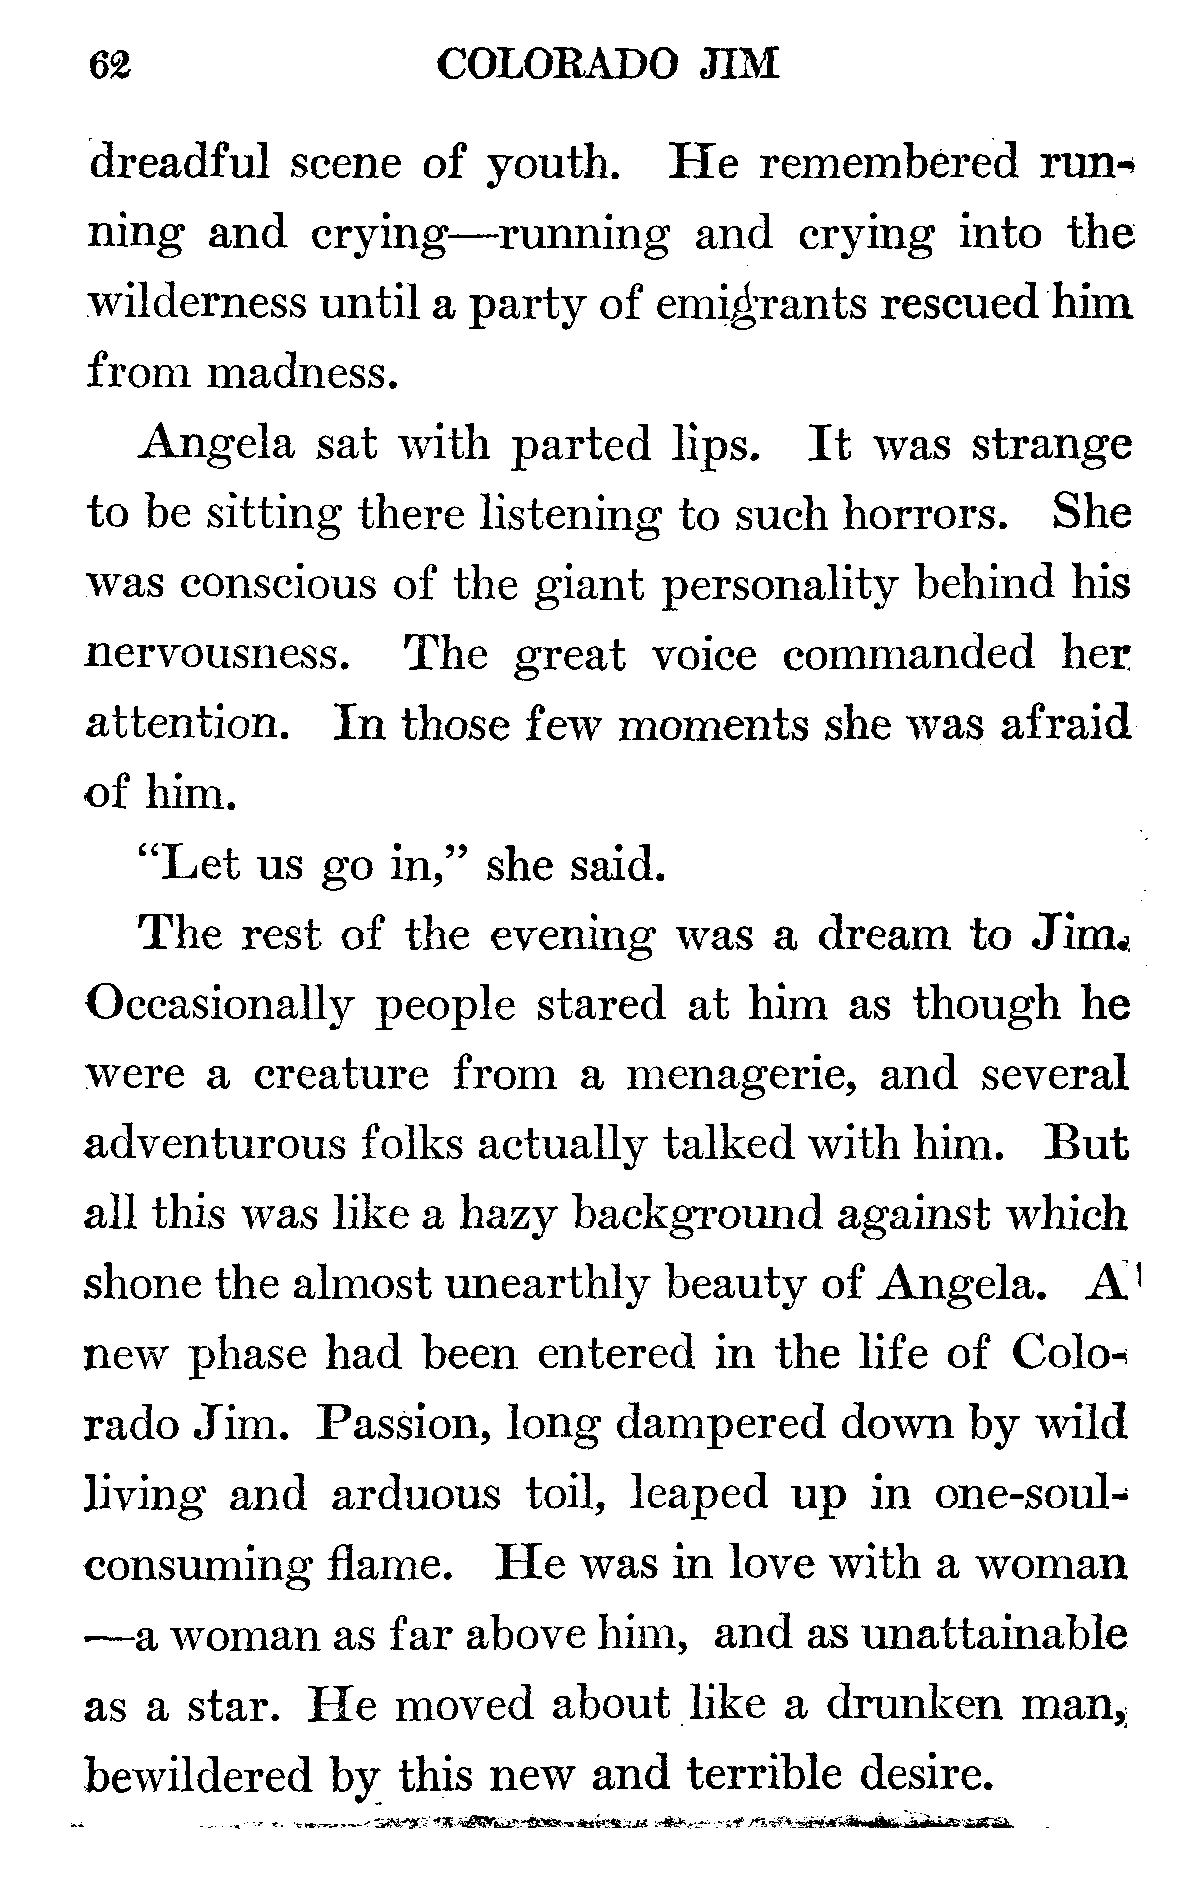 62 COLORADO JIM
dreadful scene of youth. He remembered run-
ning and crying—running and crying into the
wilderness until a party of emigrants rescued him
from madness.
Angela sat with parted lips. It was strange
to be sitting there listening to such horrors. She
was conscious of the giant personality behind his
nervousness. The great voice commanded her
attention. In those few moments she was afraid
of him.
“Let us go in,” she said.
The rest of the evening was a dream to Jim.
Occasionally people stared at him as though he
were a creature from a menagerie, and several
adventurous folks actually talked with him. But
all this was like a hazy background against which
shone the almost unearthly beauty of Angela. A
new phase had been entered in the life of Colo-
rado Jim. Passion, long dampered down by wild
living and arduous toil, leaped up in one-soul-
consuming flame. He was in love with a woman
—a woman as far above him, and as unattainable
as a star. He moved about like a drunken man,
bewildered by this new and terrible desire.